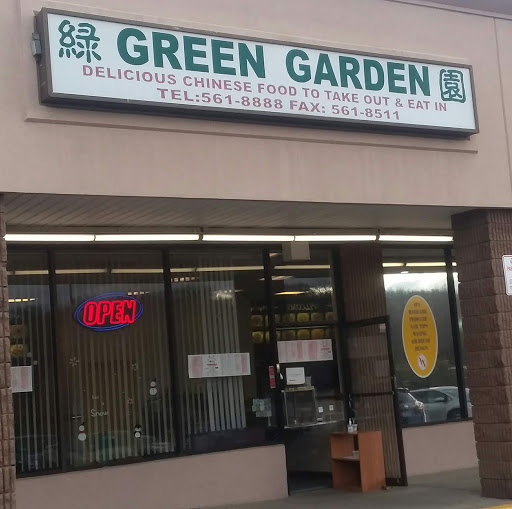 綠 GREEN GARDEN 園
DELICIOUS CHINESE FOOD TO TAKE OUT & EAT IN
TEL:561-8888 FAX: 561-8511
OPEN
Snow